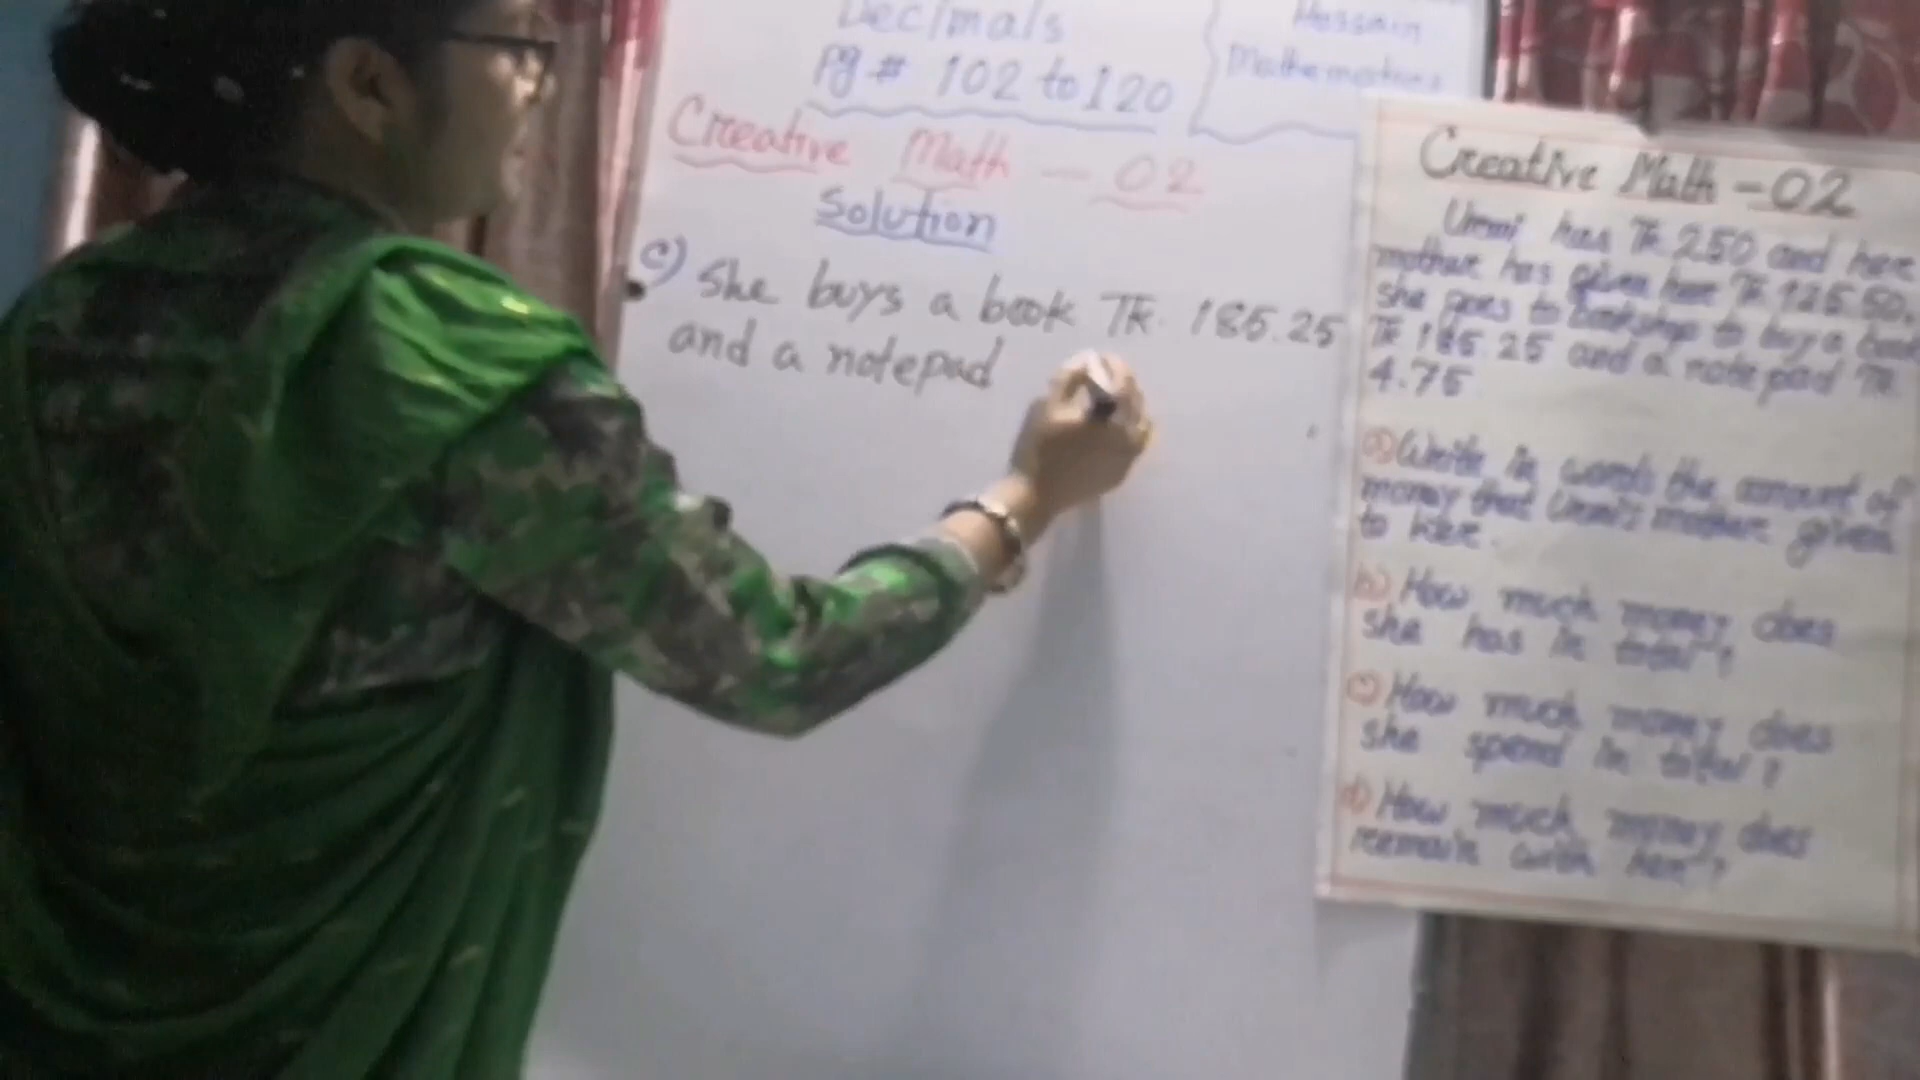 Decimals
Pg # 102 to 120
Hossain
Mathematics
Creative Math - 02
Solution
c) She buys a book Tk. 185.25
and a notepad
Creative Math - 02
Urmi has Tk 250 and her
mother has given her Tk 125.50,
she goes to bookshop to buy a book
Tk 185.25 and a notepad Tk
4.75
a) Write in words the amount of
money that Urmi's mother given
to her.
b) How much money does
she has in total?
c) How much money does
she spend in total?
d) How much money does
remain with her?